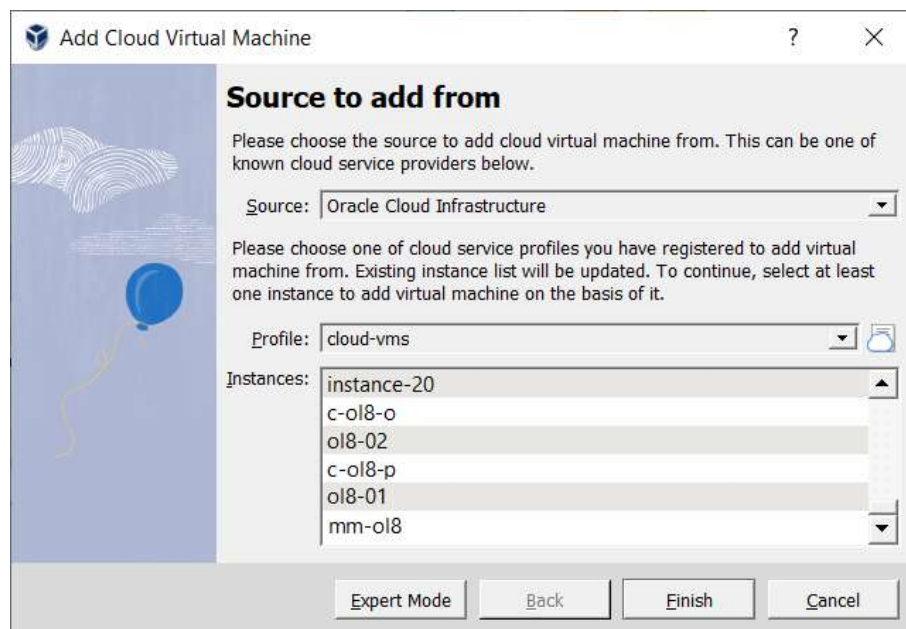 Add Cloud Virtual Machine
?
Source to add from
Please choose the source to add cloud virtual machine from. This can be one of
known cloud service providers below.
Source: Oracle Cloud Infrastructure
Please choose one of cloud service profiles you have registered to add virtual
machine from. Existing instance list will be updated. To continue, select at least
one instance to add virtual machine on the basis of it.
Profile: cloud-vms
Instances: instance-20
c-ol8-o
ol8-02
c-ol8-p
ol8-01
mm-ol8
Expert Mode Back Finish Cancel